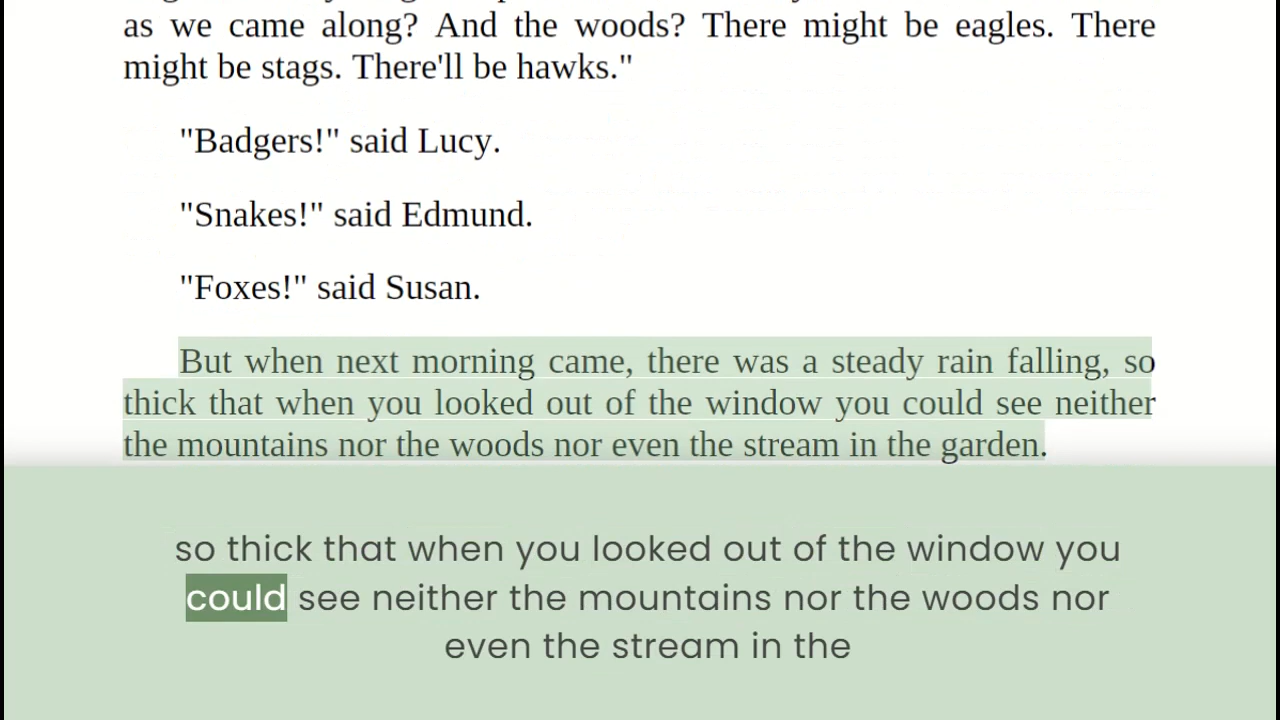 as we came along? And the woods? There might be eagles. There
might be stags. There'll be hawks."
"Badgers!" said Lucy.
"Snakes!" said Edmund.
"Foxes!" said Susan.
But when next morning came, there was a steady rain falling, so
thick that when you looked out of the window you could see neither
the mountains nor the woods nor even the stream in the garden.
so thick that when you looked out of the window you
could see neither the mountains nor the woods nor
even the stream in the